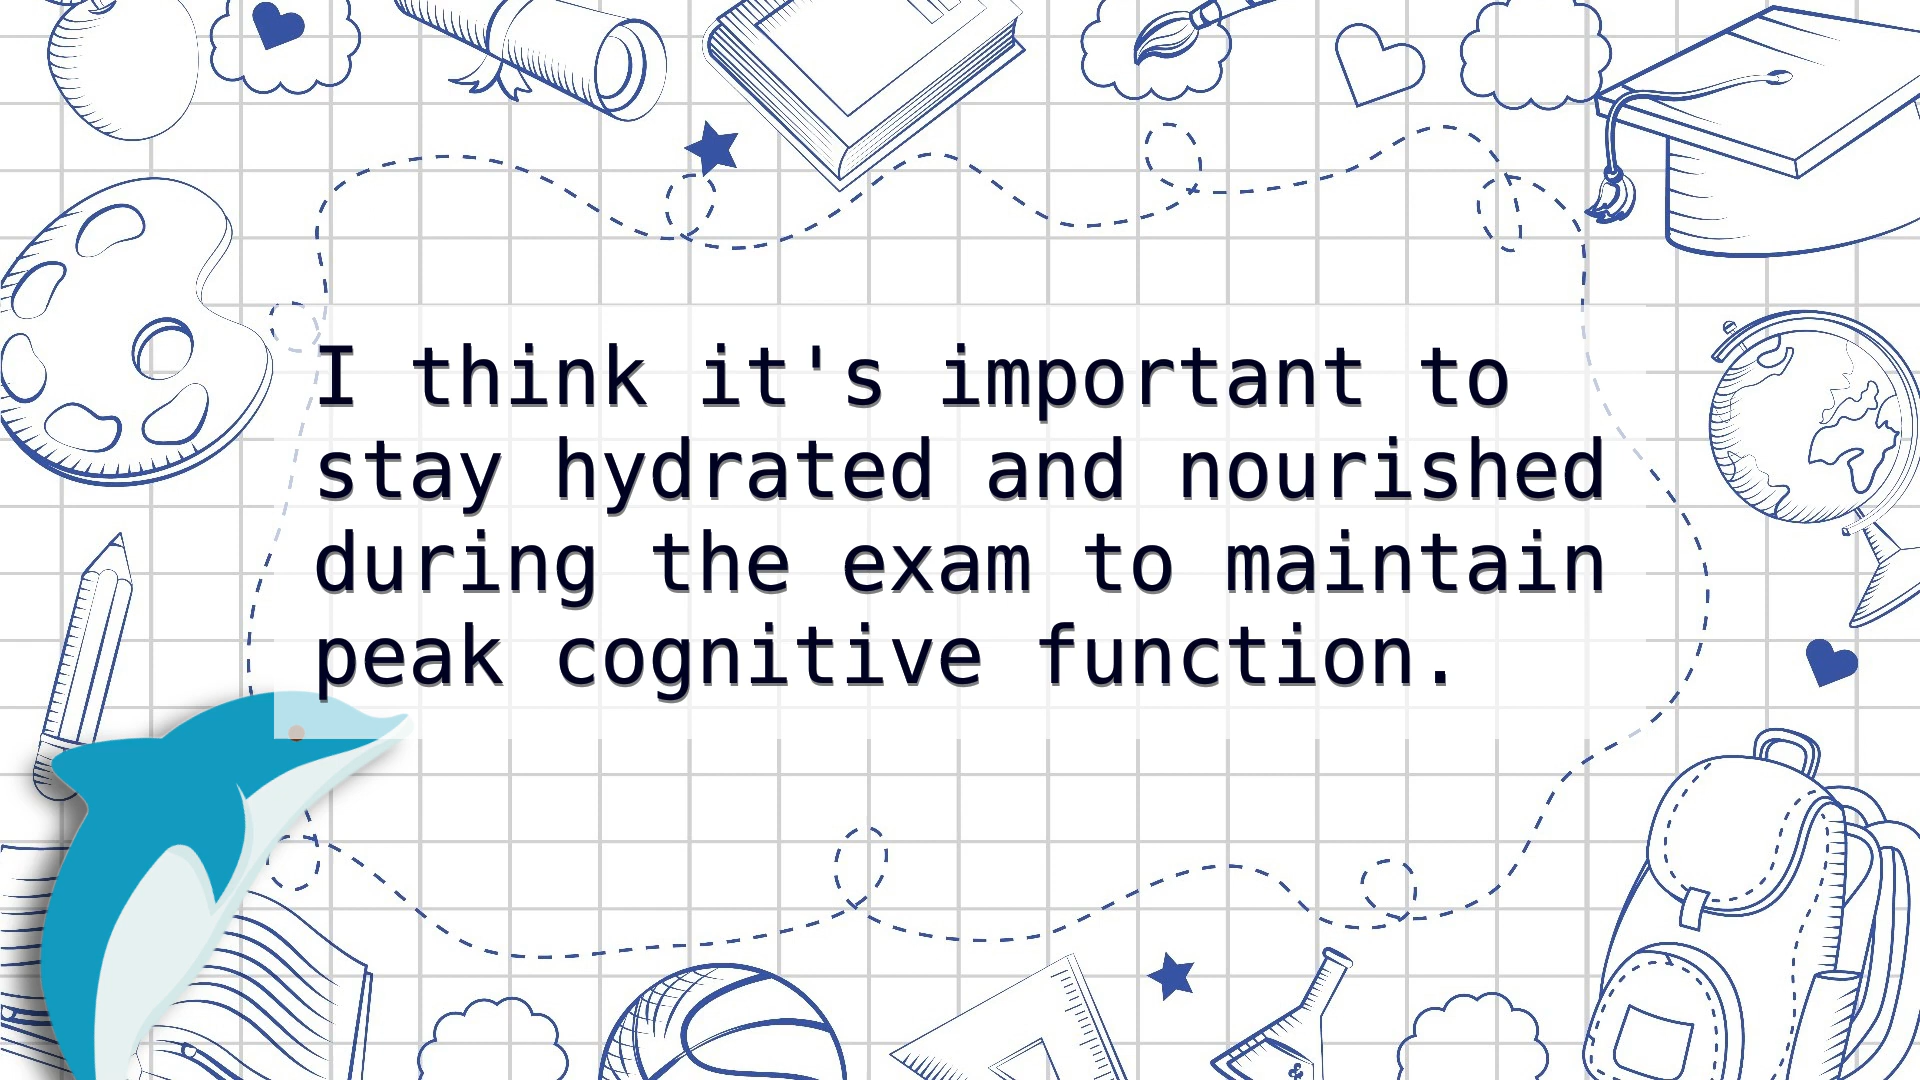 I think it's important to
stay hydrated and nourished
during the exam to maintain
peak cognitive function.